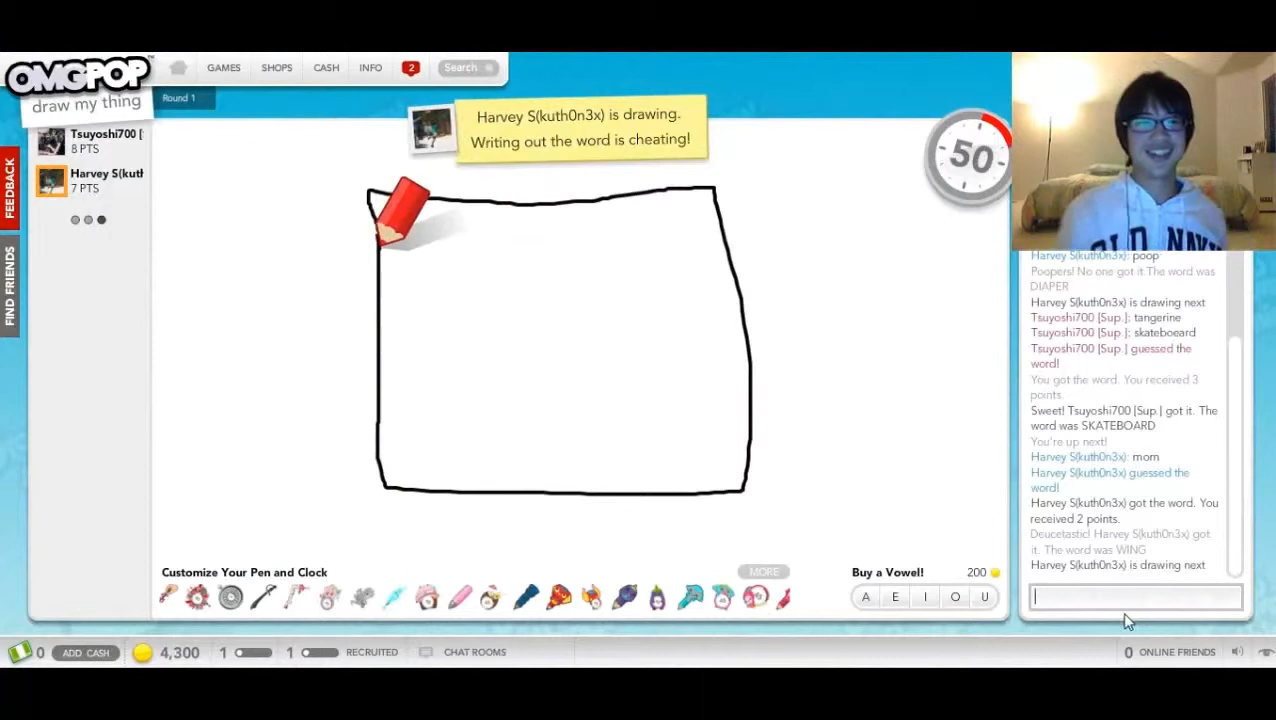 OMGPOP
draw my thing
GAMES SHOPS CASH INFO 2 Search
Round 1
Tsuyoshi700 [
8 PTS
Harvey S(kuth
7 PTS
FEEDBACK
FIND FRIENDS
Harvey S(kuth0n3x) is drawing.
Writing out the word is cheating!
50
OLD NAVY
Harvey S(kuth0n3x): poop
Poopers! No one got it.The word was
DIAPER
Harvey S(kuth0n3x) is drawing next
Tsuyoshi700 [Sup.]: tangerine
Tsuyoshi700 [Sup.]: skateboeard
Tsuyoshi700 [Sup.] guessed the
word!
You got the word. You received 3
points.
Sweet! Tsuyoshi700 [Sup.] got it. The
word was SKATEBOARD
You're up next!
Harvey S(kuth0n3x): mom
Harvey S(kuth0n3x) guessed the
word!
Harvey S(kuth0n3x) got the word. You
received 2 points.
Deucetastic! Harvey S(kuth0n3x) got
it. The word was WING
Harvey S(kuth0n3x) is drawing next
Customize Your Pen and Clock
MORE
Buy a Vowel! 200
A E I O U
0 ADD CASH 4,300 1 1 RECRUITED CHAT ROOMS
0 ONLINE FRIENDS